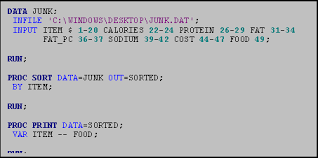 DATA JUNK;
INFILE 'C:\WINDOWS\DESKTOP\JUNK.DAT';
INPUT ITEM $ 1-20 CALORIES 22-24 PROTEIN 26-29 FAT 31-34
FAT_PC 36-37 SODIUM 39-42 COST 44-47 FOOD 49;
RUN;
PROC SORT DATA=JUNK OUT=SORTED;
BY ITEM;
RUN;
PROC PRINT DATA=SORTED;
VAR ITEM -- FOOD;